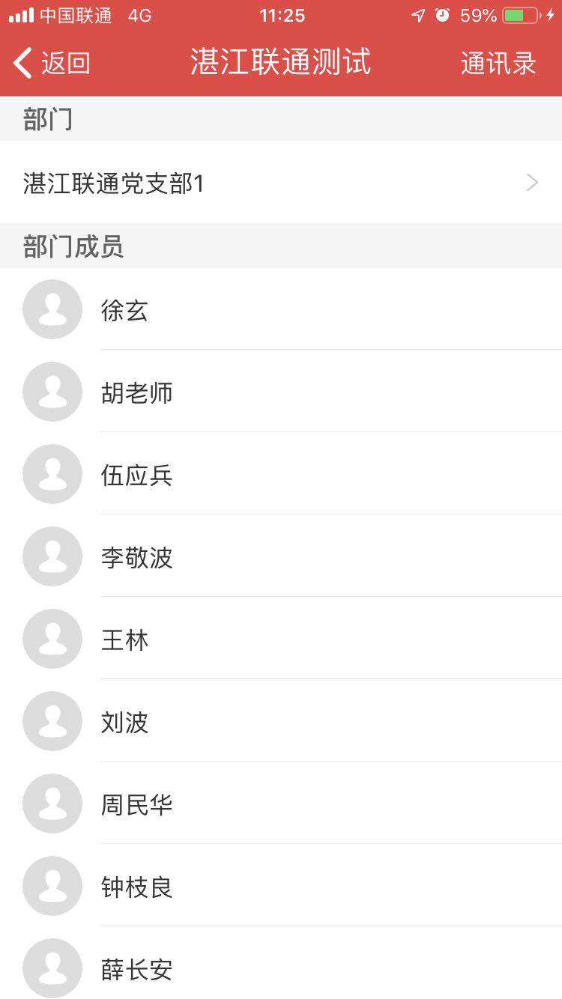 中国联通 4G 11:25 59%
返回 湛江联通测试 通讯录
部门
湛江联通党支部1
部门成员
徐玄
胡老师
伍应兵
李敬波
王林
刘波
周民华
钟枝良
薛长安